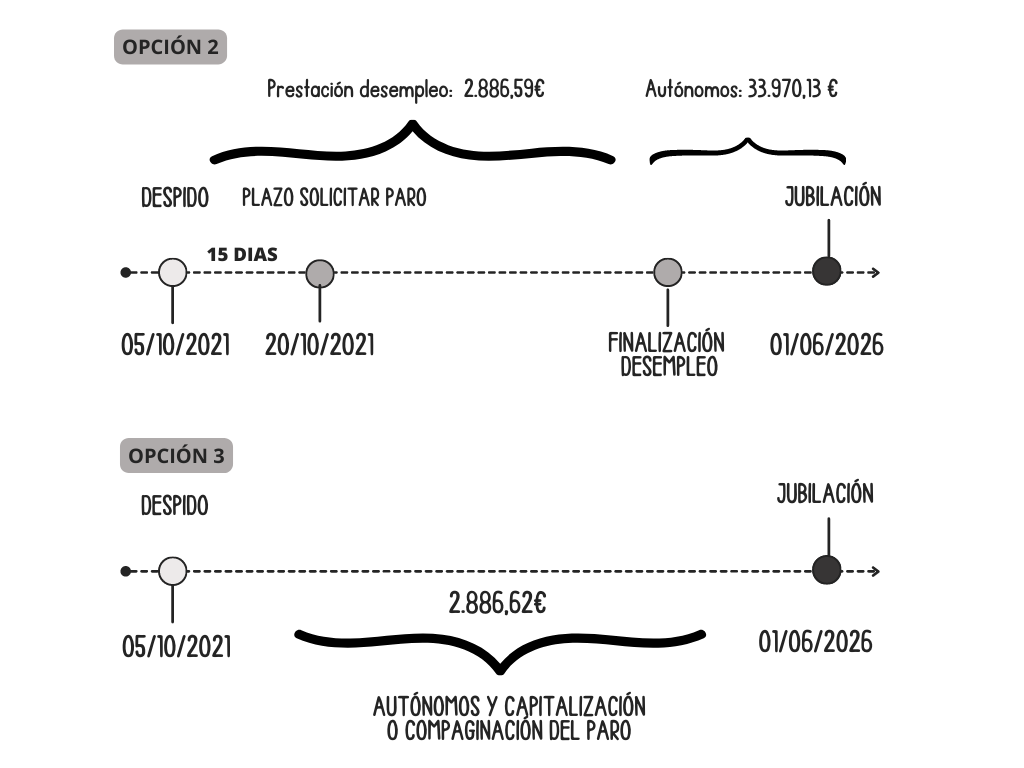 OPCIÓN 2
Prestación desempleo: 2.886,59€
Autónomos: 33.970,13 €
DESPIDO
PLAZO SOLICITAR PARO
JUBILACIÓN
15 DIAS
05/10/2021
20/10/2021
FINALIZACIÓN
DESEMPLEO
01/06/2026
OPCIÓN 3
DESPIDO
JUBILACIÓN
2.886,62€
05/10/2021
01/06/2026
AUTÓNOMOS Y CAPITALIZACIÓN
O COMPAGINACIÓN DEL PARO